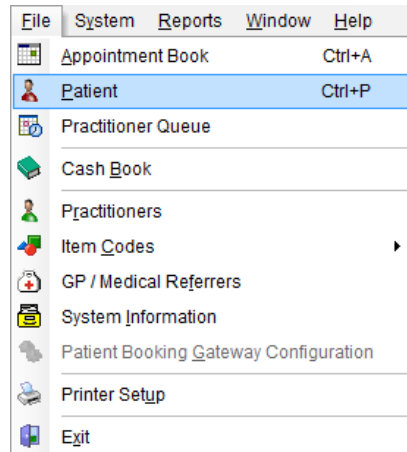 File System Reports Window Help
Appointment Book Ctrl+A
Patient Ctrl+P
Practitioner Queue
Cash Book
Practitioners
Item Codes
GP / Medical Referrers
System Information
Patient Booking Gateway Configuration
Printer Setup
Exit